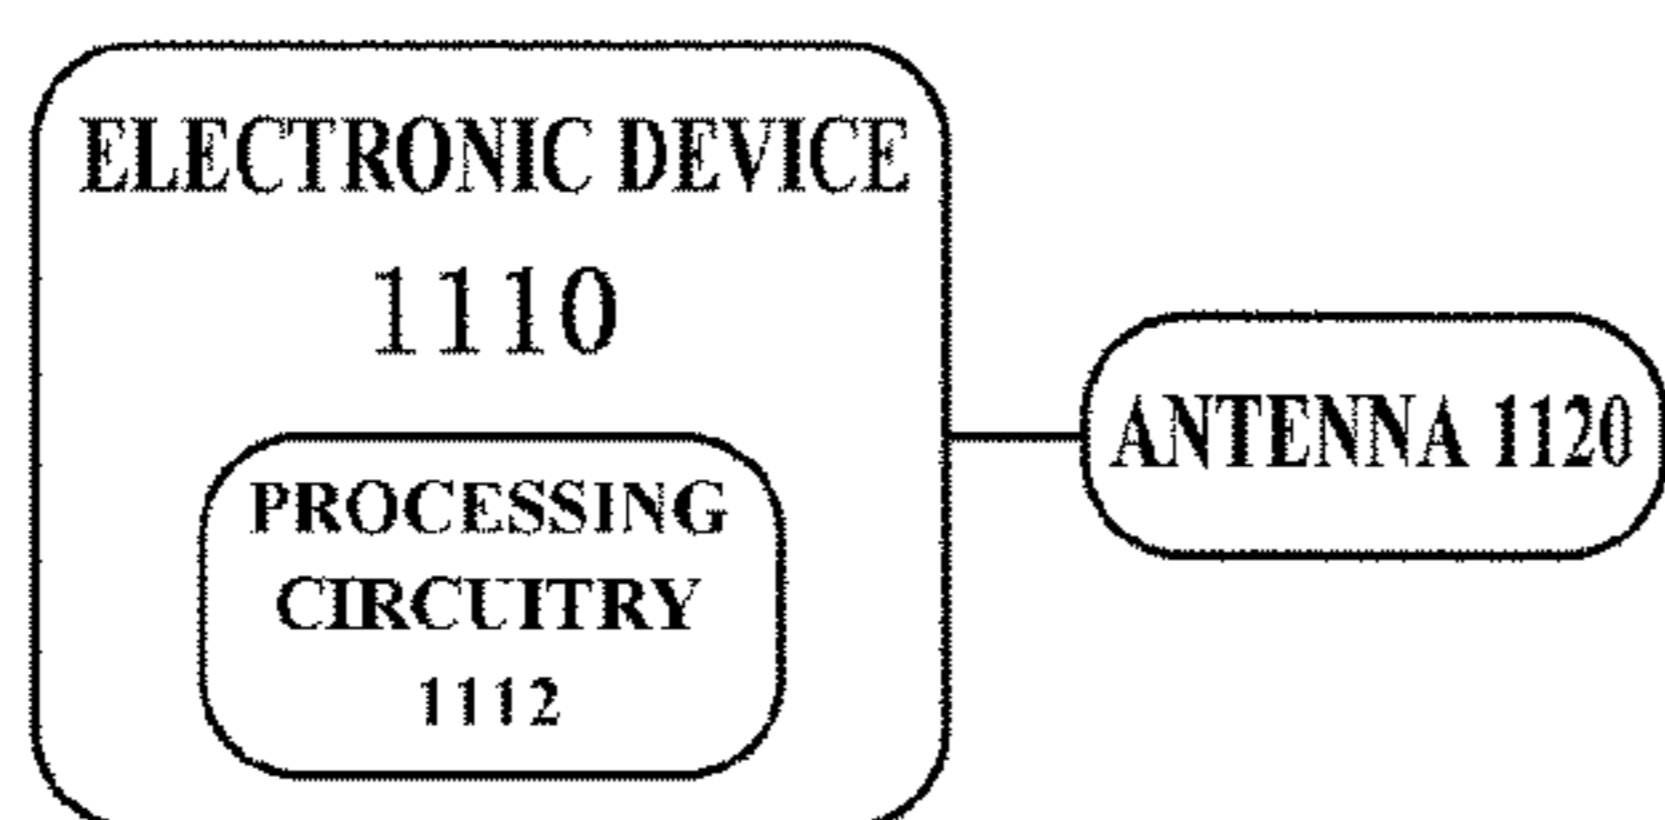 ELECTRONIC DEVICE
1110
PROCESSING
CIRCUITRY
1112
ANTENNA 1120